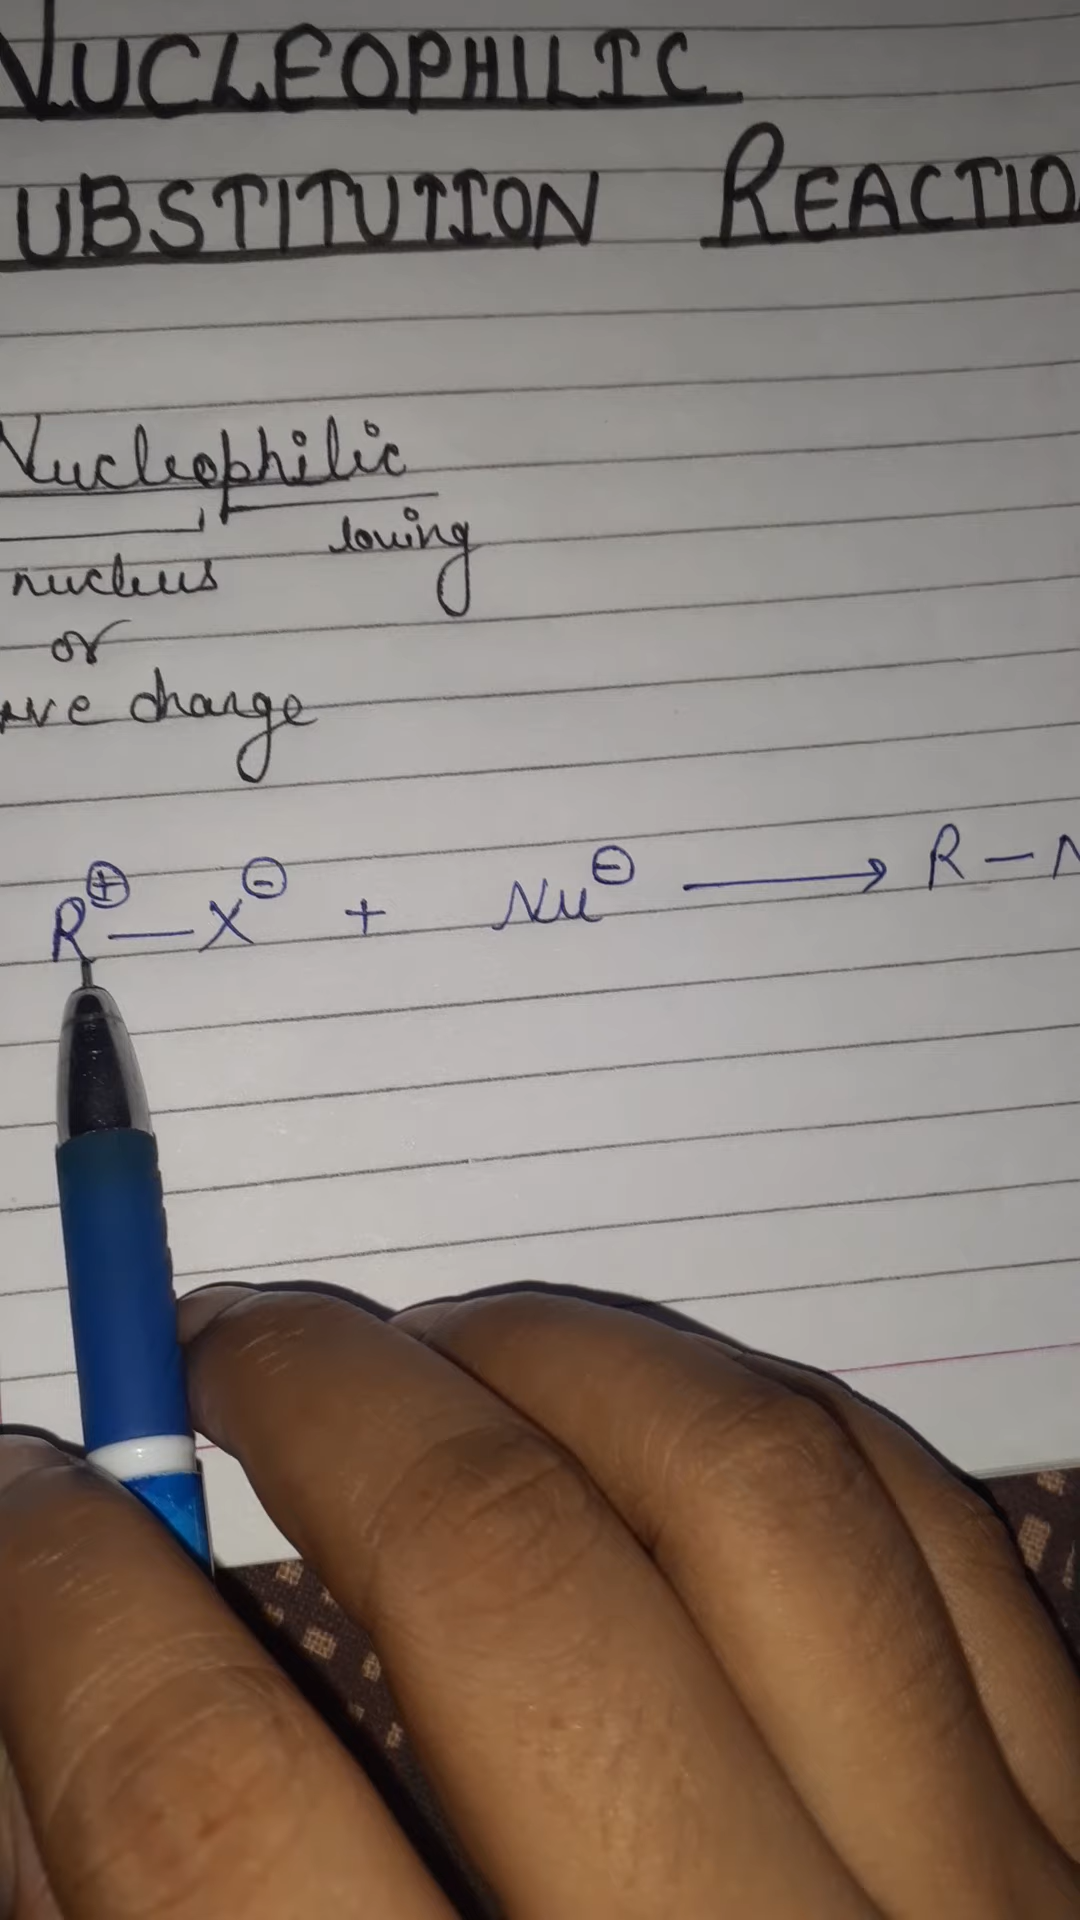 NUCLEOPHILIC
UBSTITUTION REACTIO
Nucleophilic
loving
nucleus
or
+ve charge
R⊕—X⊖ + Nu⊖ ⟶ R—N